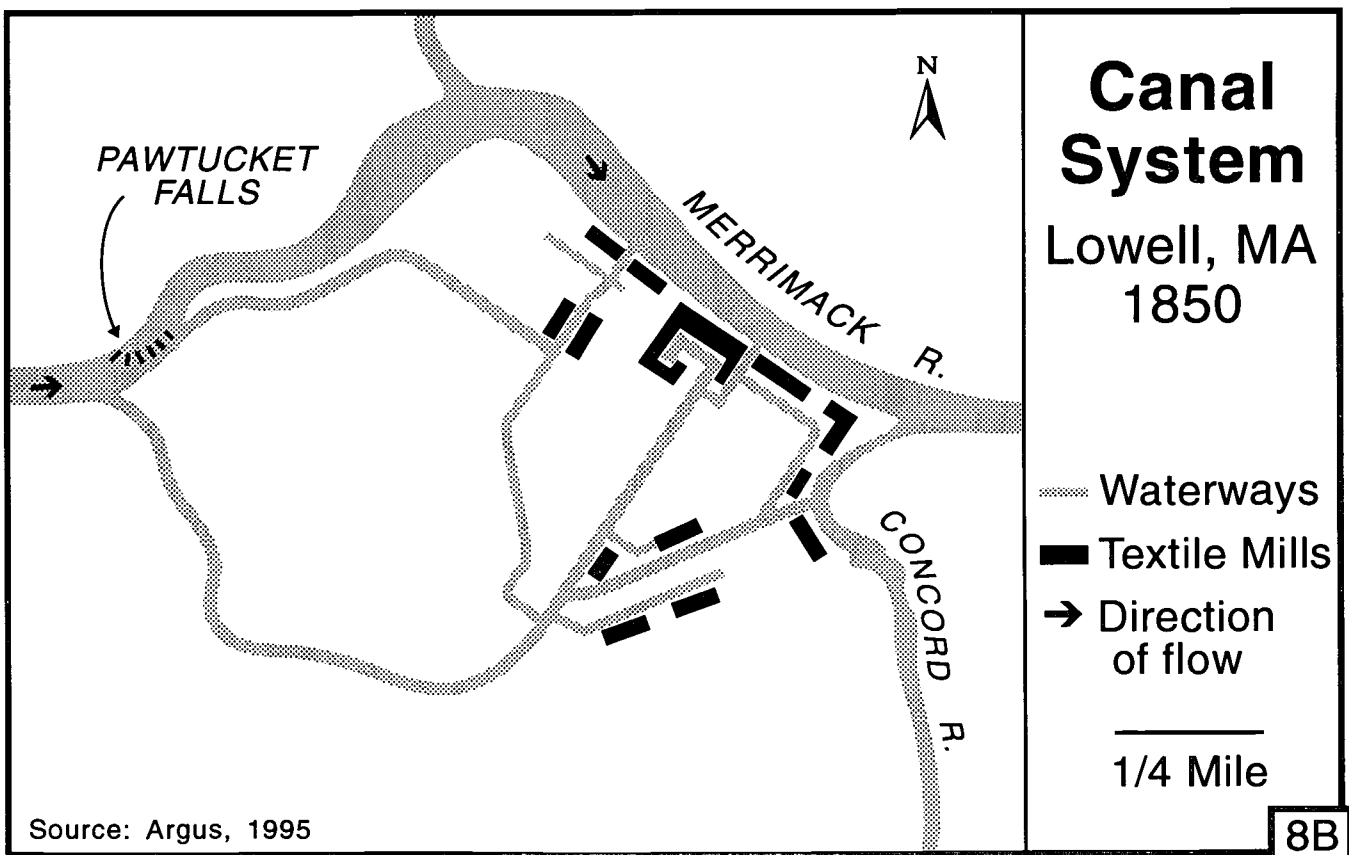 PAWTUCKET
FALLS
N
MERRIMACK R.
CONCORD R.
Source: Argus, 1995
Canal
System
Lowell, MA
1850
Waterways
Textile Mills
Direction
of flow
1/4 Mile
8B